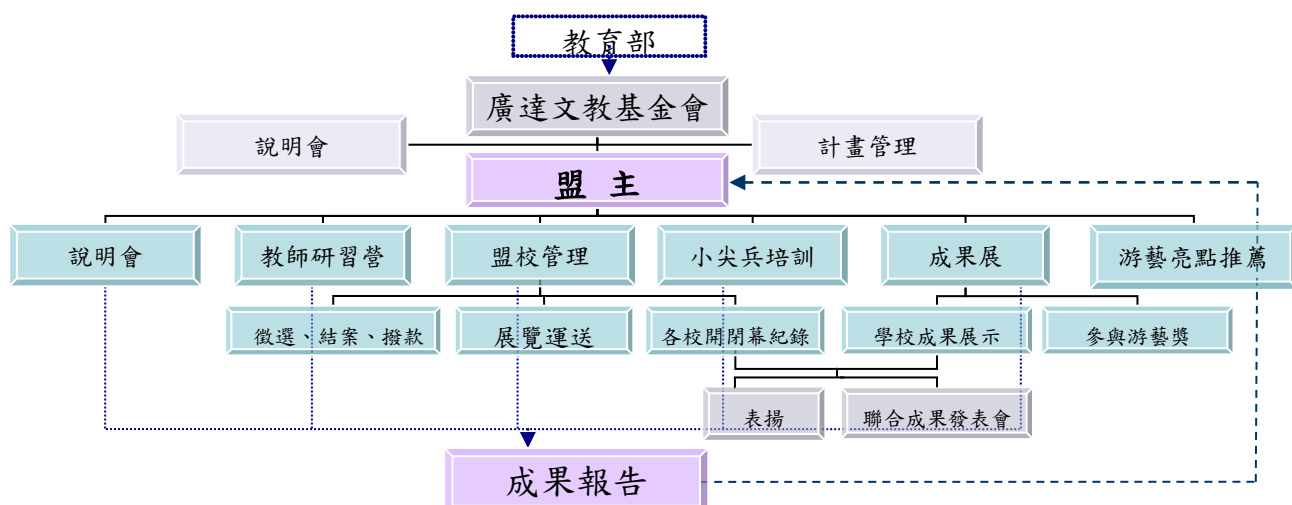 教育部
廣達文教基金會
說明會
計畫管理
盟 主
說明會
教師研習營
盟校管理
小尖兵培訓
成果展
游藝亮點推薦
徵選、結案、撥款
展覽運送
各校開閉幕紀錄
學校成果展示
參與游藝獎
表揚
聯合成果發表會
成果報告